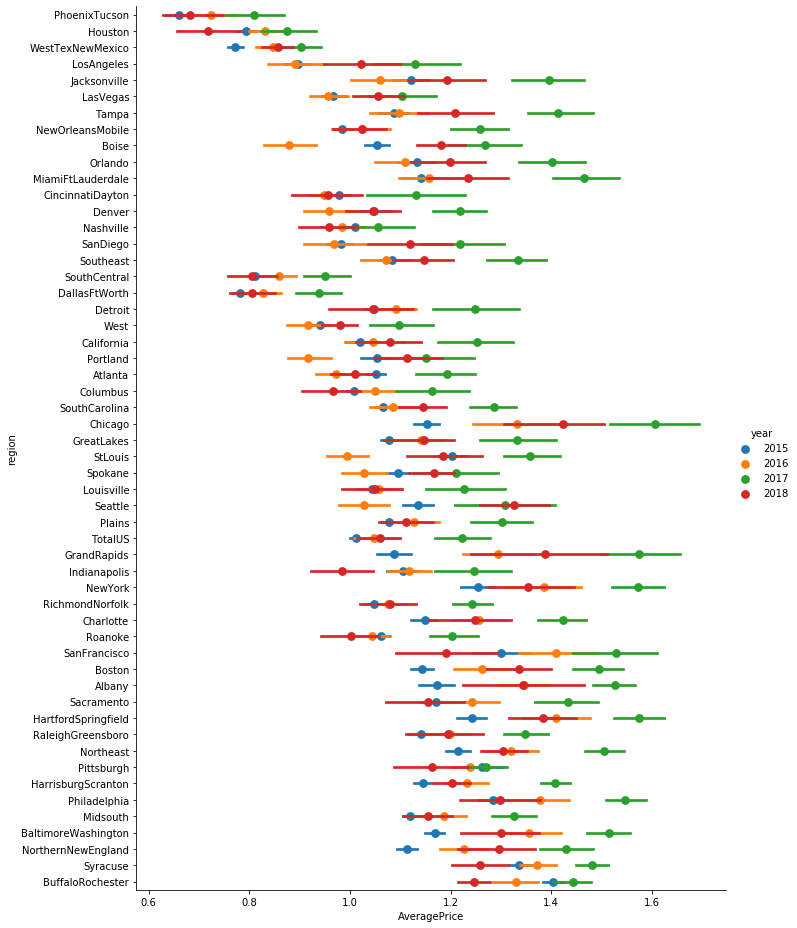 PhoenixTucson
Houston
WestTexNewMexico
LosAngeles
Jacksonville
LasVegas
Tampa
NewOrleansMobile
Boise
Orlando
MiamiFtLauderdale
CincinnatiDayton
Denver
Nashville
SanDiego
Southeast
SouthCentral
DallasFtWorth
Detroit
West
California
Portland
Atlanta
Columbus
SouthCarolina
Chicago
GreatLakes
StLouis
Spokane
Louisville
Seattle
Plains
TotalUS
GrandRapids
Indianapolis
NewYork
RichmondNorfolk
Charlotte
Roanoke
SanFrancisco
Boston
Albany
Sacramento
HartfordSpringfield
RaleighGreensboro
Northeast
Pittsburgh
HarrisburgScranton
Philadelphia
Midsouth
BaltimoreWashington
NorthernNewEngland
Syracuse
BuffaloRochester
region
0.6 0.8 1.0 1.2 1.4 1.6
AveragePrice
year
2015
2016
2017
2018